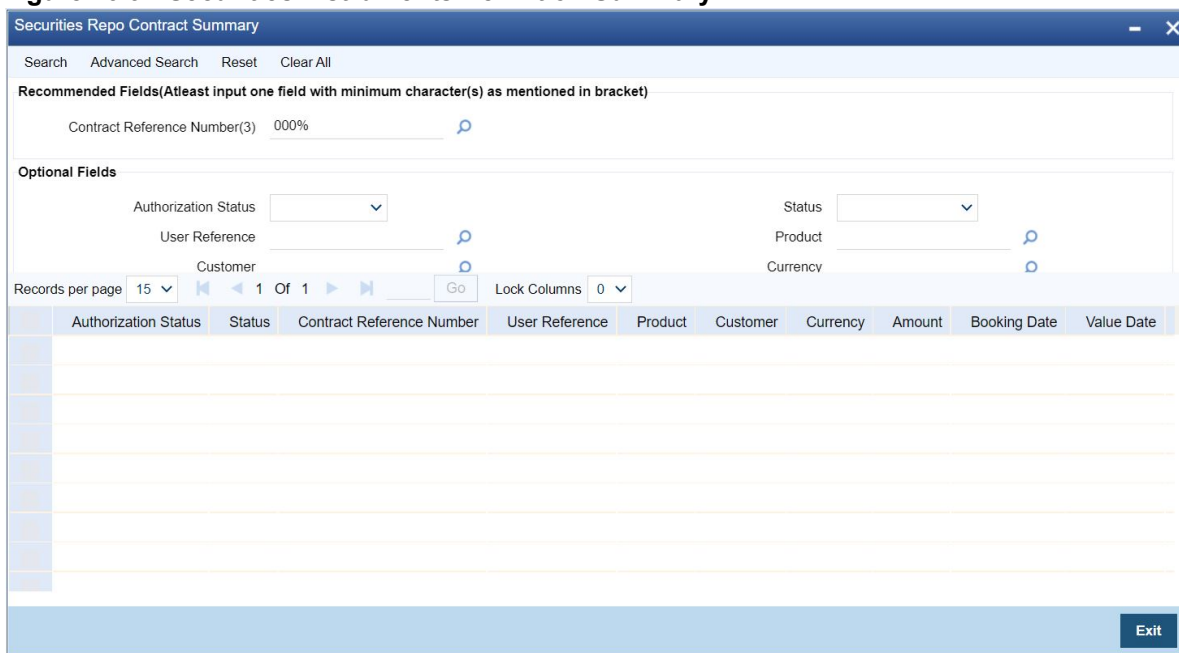 Securities Repo Contract Summary
Search Advanced Search Reset Clear All
Recommended Fields(Atleast input one field with minimum character(s) as mentioned in bracket)
Contract Reference Number(3) 000%
Optional Fields
Authorization Status Status
User Reference Product
Customer Currency
Records per page 15 1 Of 1 Go Lock Columns 0
Authorization Status Status Contract Reference Number User Reference Product Customer Currency Amount Booking Date Value Date
Exit